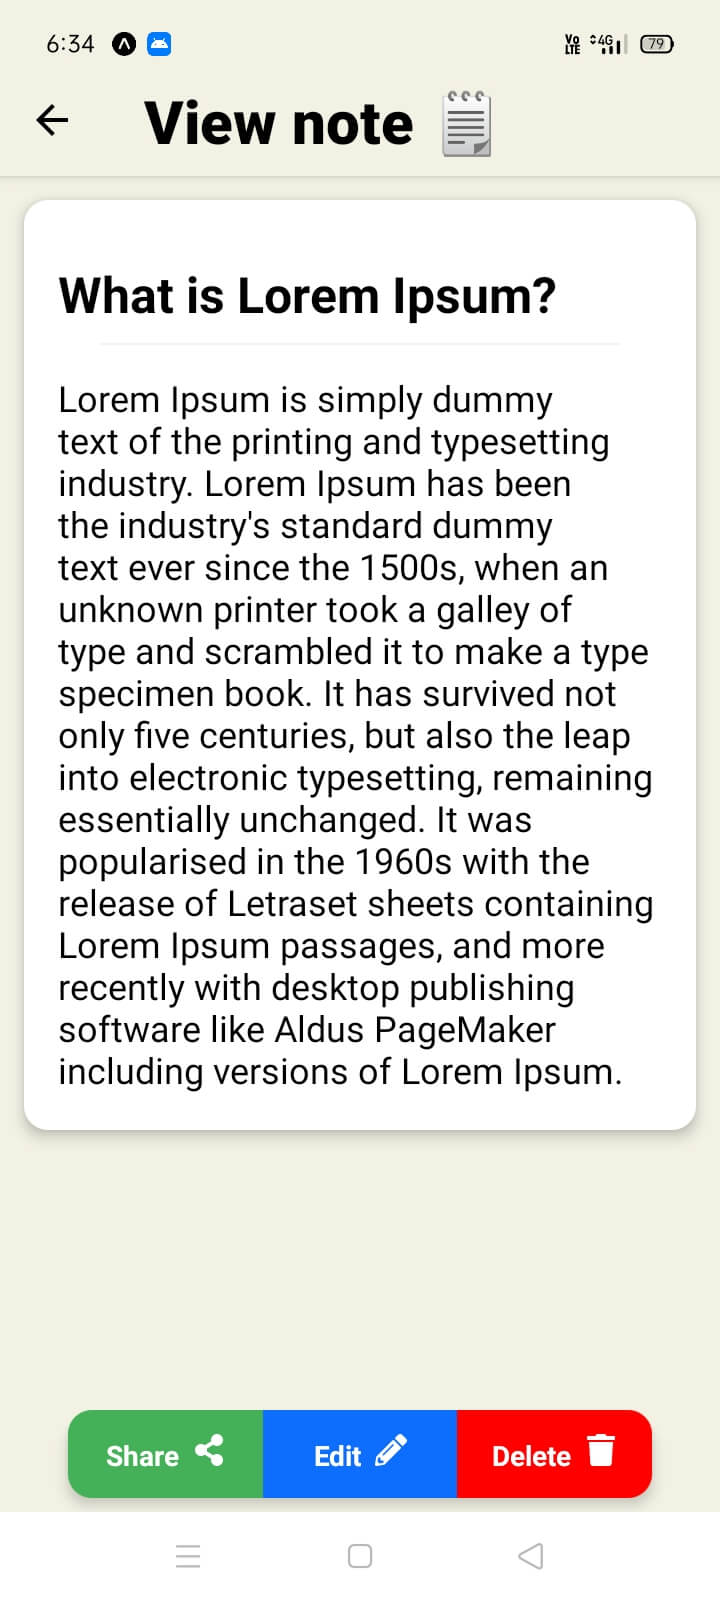 6:34
Vo LTE 4G 79
View note
What is Lorem Ipsum?
Lorem Ipsum is simply dummy
text of the printing and typesetting
industry. Lorem Ipsum has been
the industry's standard dummy
text ever since the 1500s, when an
unknown printer took a galley of
type and scrambled it to make a type
specimen book. It has survived not
only five centuries, but also the leap
into electronic typesetting, remaining
essentially unchanged. It was
popularised in the 1960s with the
release of Letraset sheets containing
Lorem Ipsum passages, and more
recently with desktop publishing
software like Aldus PageMaker
including versions of Lorem Ipsum.
Share Edit Delete